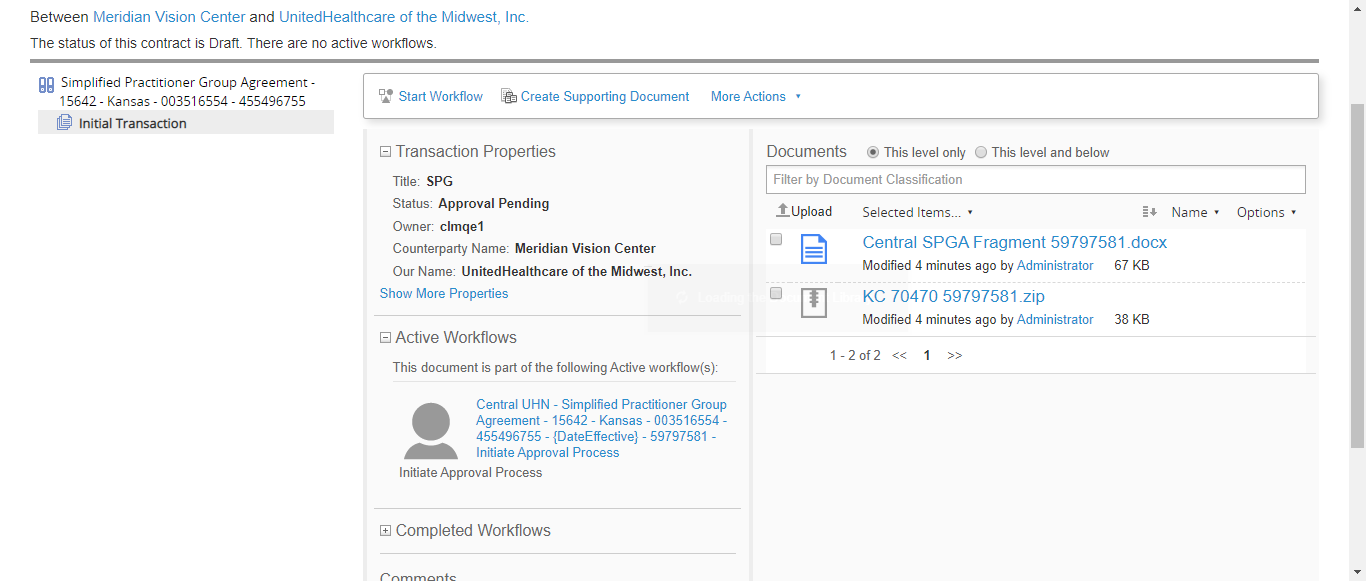 Between Meridian Vision Center and UnitedHealthcare of the Midwest, Inc.
The status of this contract is Draft. There are no active workflows.
Simplified Practitioner Group Agreement -
15642 - Kansas - 003516554 - 455496755
Initial Transaction
Start Workflow Create Supporting Document More Actions
Transaction Properties
Title: SPG
Status: Approval Pending
Owner: clmqe1
Counterparty Name: Meridian Vision Center
Our Name: UnitedHealthcare of the Midwest, Inc.
Show More Properties
Active Workflows
This document is part of the following Active workflow(s):
Central UHN - Simplified Practitioner Group
Agreement - 15642 - Kansas - 003516554 -
455496755 - {DateEffective} - 59797581 -
Initiate Approval Process
Initiate Approval Process
Completed Workflows
Comments
Documents This level only This level and below
Filter by Document Classification
Upload Selected Items... Name Options
Central SPGA Fragment 59797581.docx
Modified 4 minutes ago by Administrator 67 KB
KC 70470 59797581.zip
Modified 4 minutes ago by Administrator 38 KB
1 - 2 of 2 << 1 >>
Loading